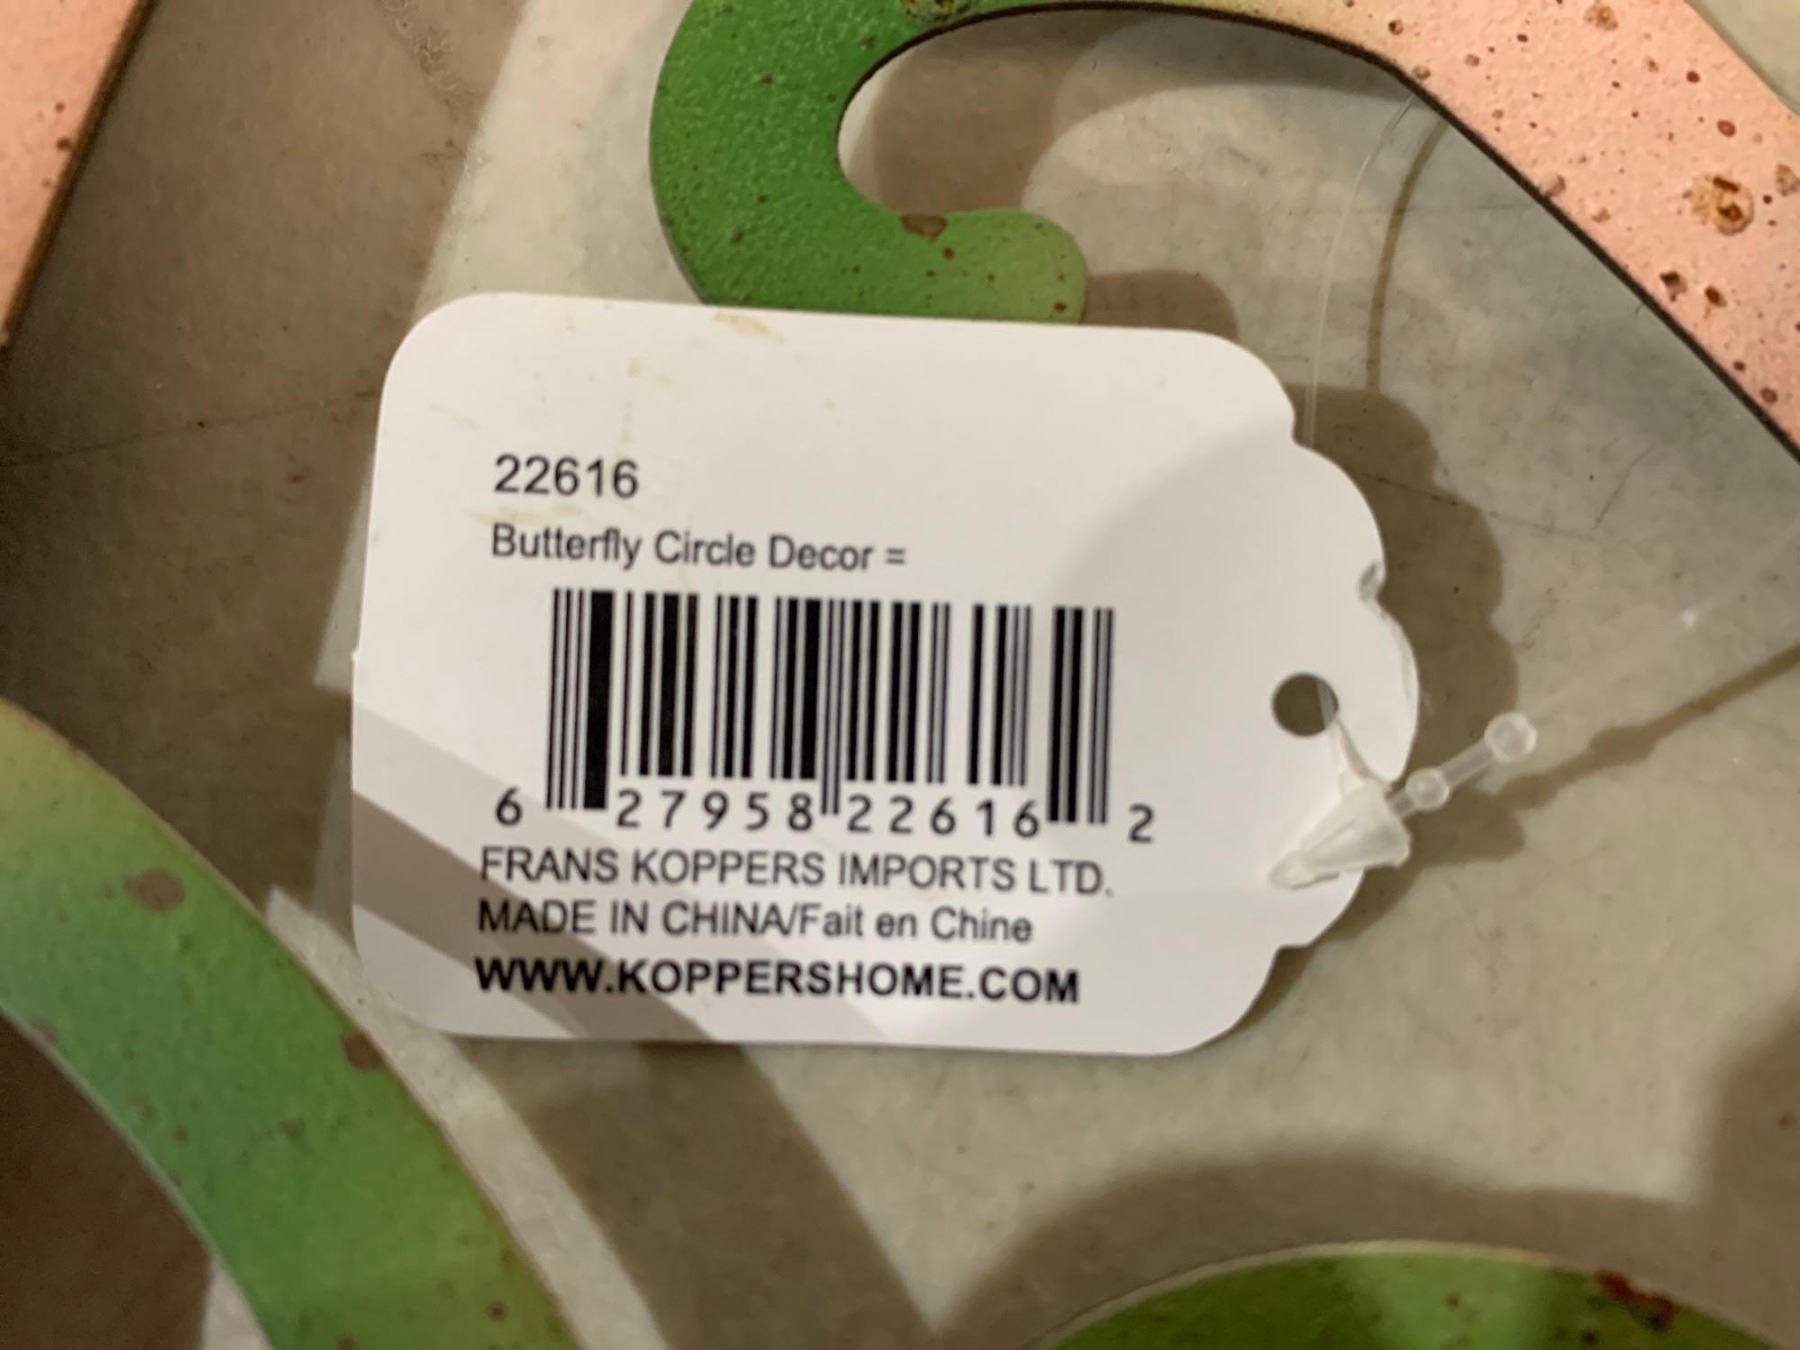 22616
Butterfly Circle Decor =
6 27958 22616 2
FRANS KOPPERS IMPORTS LTD.
MADE IN CHINA/Fait en Chine
WWW.KOPPERSHOME.COM